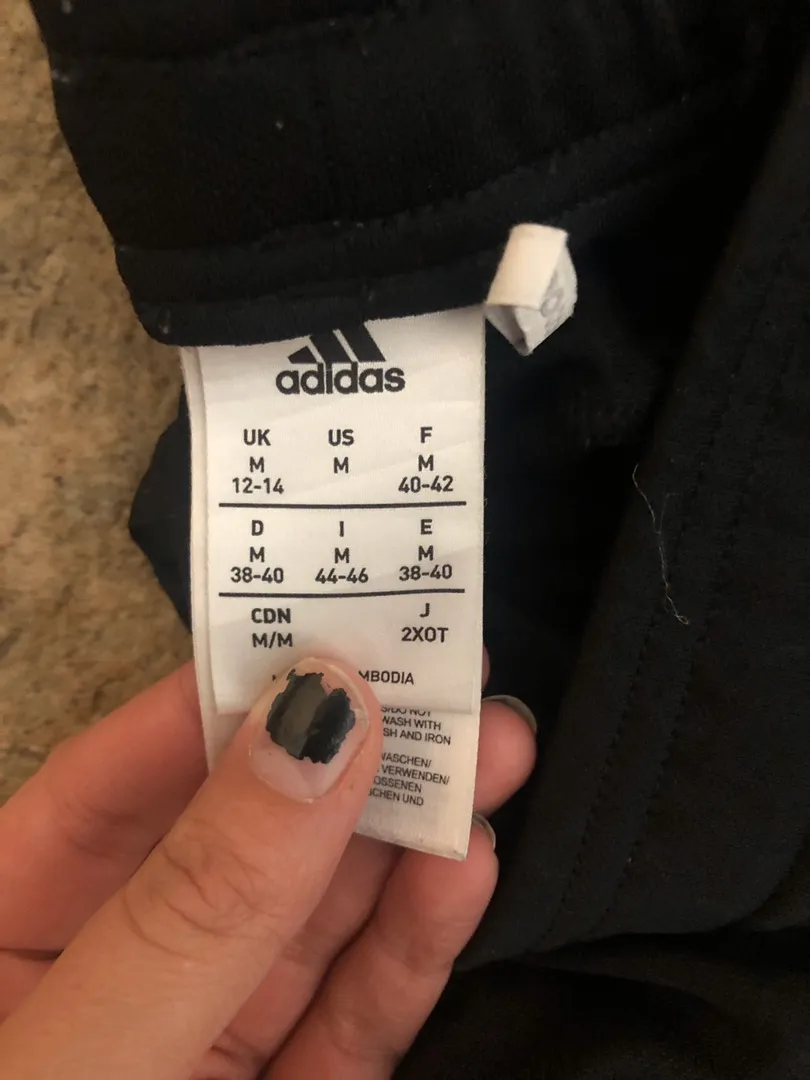 adidas
UK US F
M M M
12-14 40-42
D I E
M M M
38-40 44-46 38-40
CDN J
M/M 2XOT
MBODIA
WASH WITH
SH AND IRON
WASCHEN/
VERWENDEN/
OSSENEN
CHEN UND